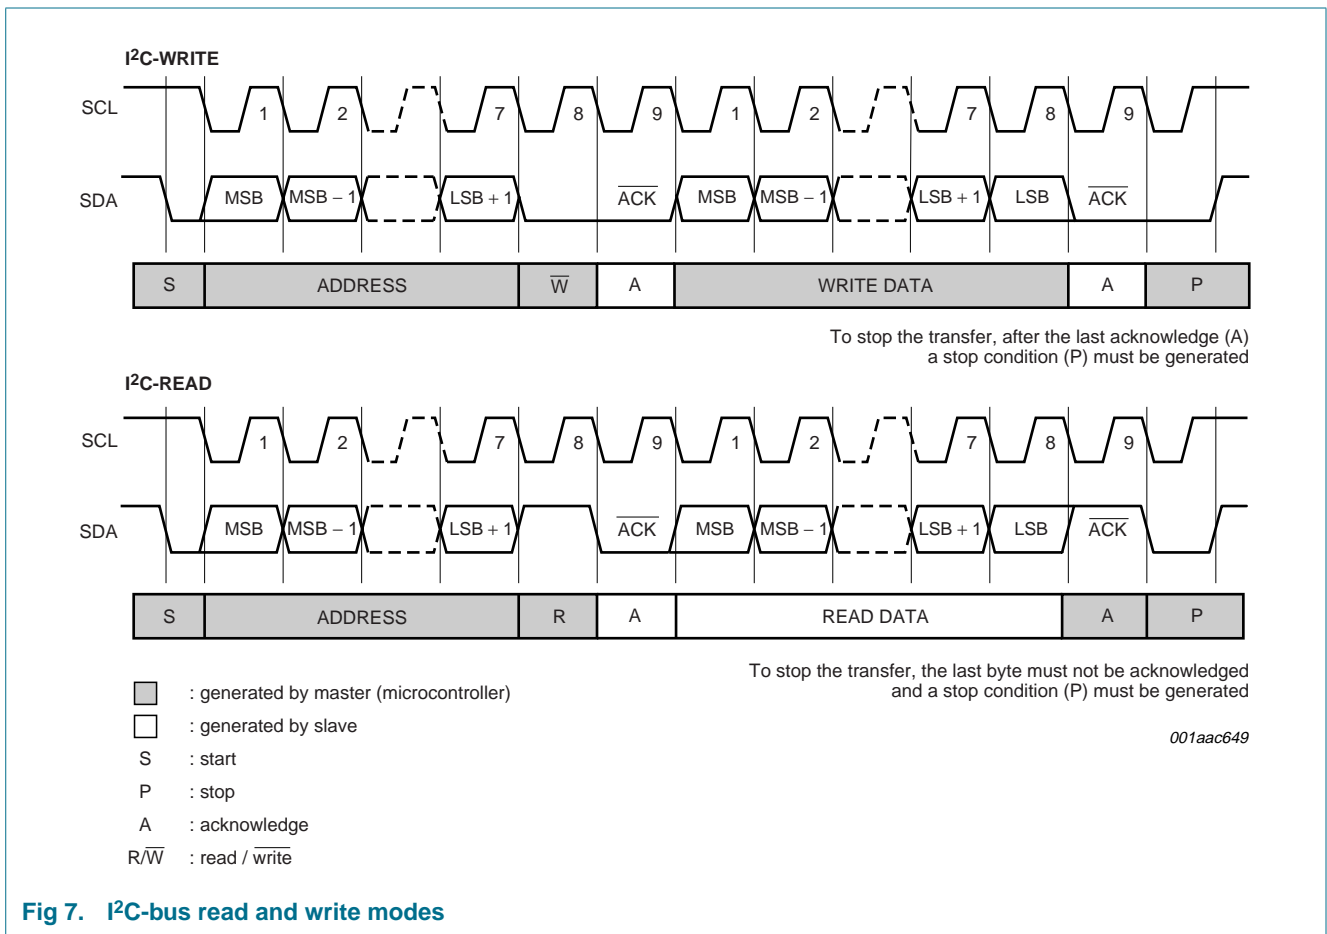 I²C-WRITE
SCL 1 2 7 8 9 1 2 7 8 9
SDA MSB MSB − 1 LSB + 1 A̅C̅K̅ MSB MSB − 1 LSB + 1 LSB A̅C̅K̅
S ADDRESS W̅ A WRITE DATA A P
To stop the transfer, after the last acknowledge (A)
a stop condition (P) must be generated
I²C-READ
SCL 1 2 7 8 9 1 2 7 8 9
SDA MSB MSB − 1 LSB + 1 A̅C̅K̅ MSB MSB − 1 LSB + 1 LSB A̅C̅K̅
S ADDRESS R A READ DATA A P
To stop the transfer, the last byte must not be acknowledged
and a stop condition (P) must be generated
: generated by master (microcontroller)
: generated by slave
001aac649
S : start
P : stop
A : acknowledge
R/W̅ : read / w̅r̅i̅t̅e̅
Fig 7. I²C-bus read and write modes